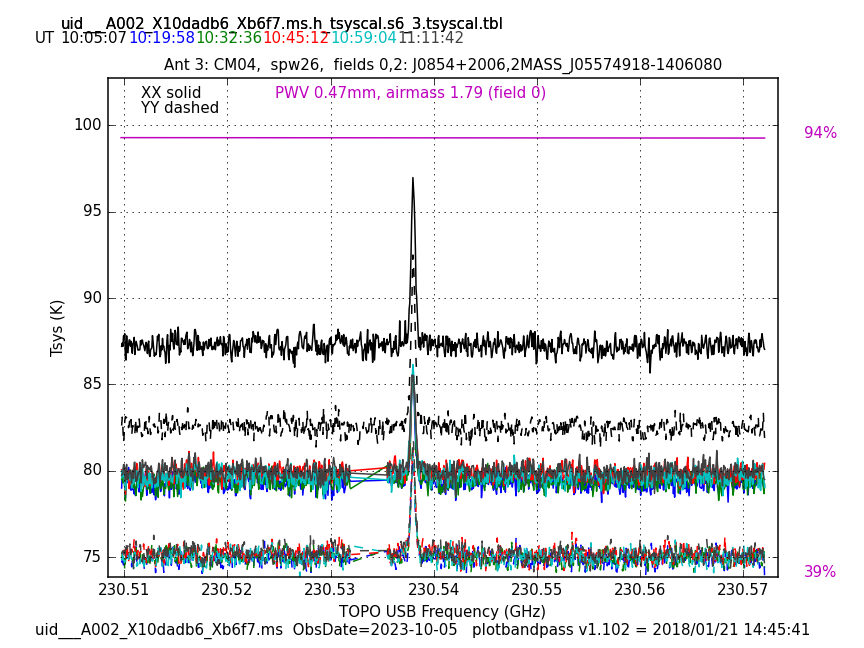 uid___A002_X10dadb6_Xb6f7.ms.h_tsyscal.s6_3.tsyscal.tbl
UT 10:05:07 10:19:58 10:32:36 10:45:12 10:59:04 11:11:42
Ant 3: CM04,  spw26,  fields 0,2: J0854+2006,2MASS_J05574918-1406080
XX solid
PWV 0.47mm, airmass 1.79 (field 0)
YY dashed
100
94%
95
90
Tsys (K)
85
80
75
39%
230.51 230.52 230.53 230.54 230.55 230.56 230.57
TOPO USB Frequency (GHz)
uid___A002_X10dadb6_Xb6f7.ms  ObsDate=2023-10-05   plotbandpass v1.102 = 2018/01/21 14:45:41